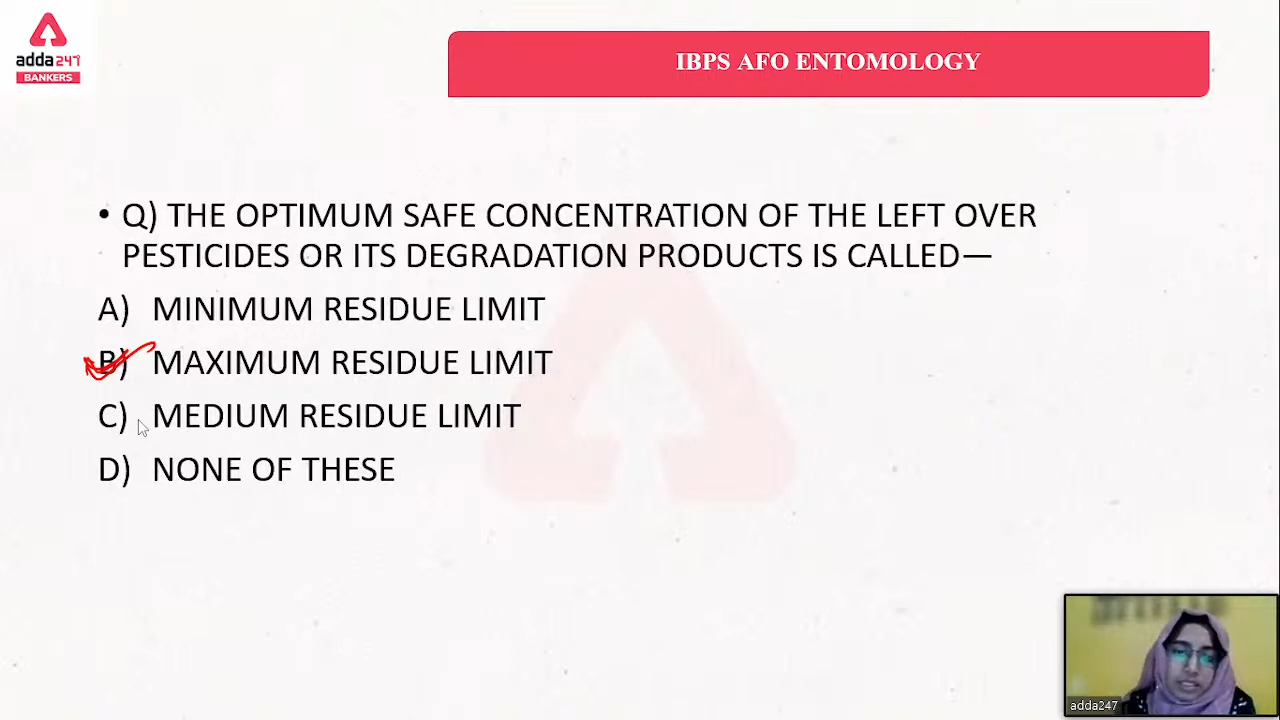 adda247
BANKERS
IBPS AFO ENTOMOLOGY
• Q) THE OPTIMUM SAFE CONCENTRATION OF THE LEFT OVER
PESTICIDES OR ITS DEGRADATION PRODUCTS IS CALLED—
A) MINIMUM RESIDUE LIMIT
B) MAXIMUM RESIDUE LIMIT
C) MEDIUM RESIDUE LIMIT
D) NONE OF THESE
adda247